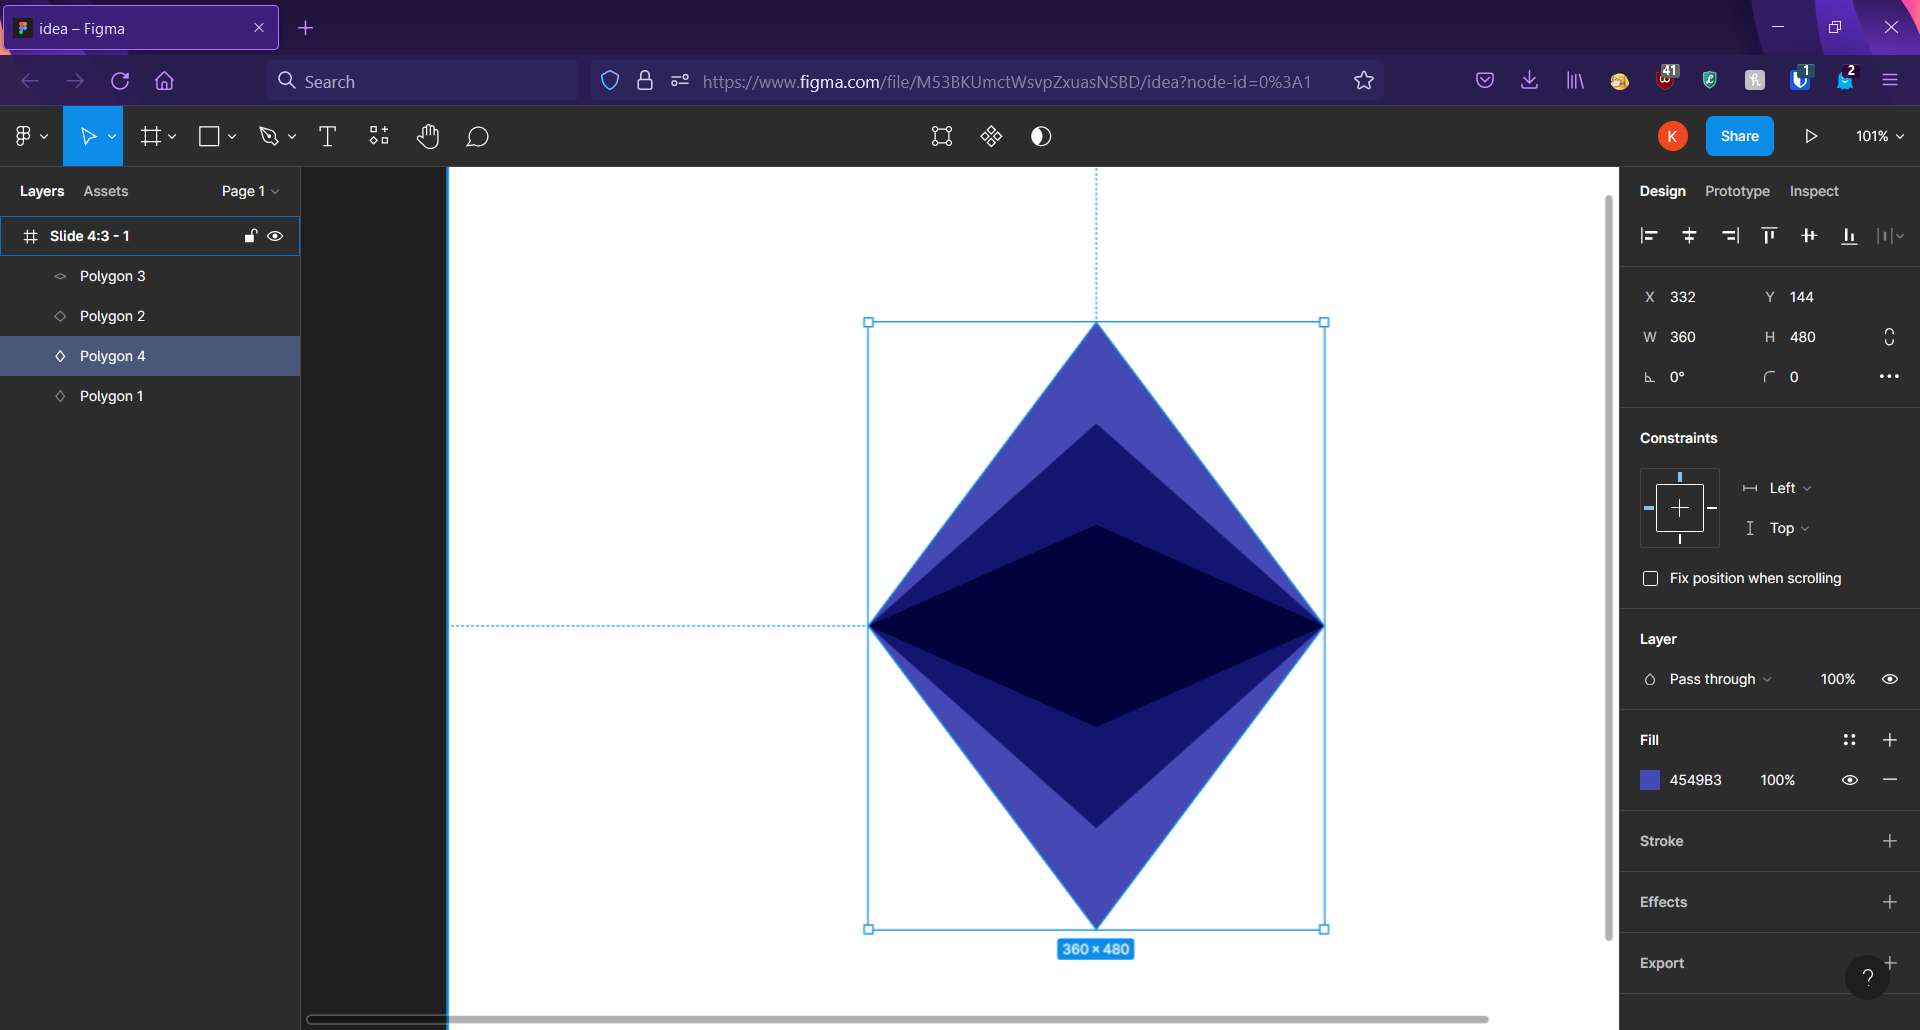 idea – Figma
Search
https://www.figma.com/file/M53BKUmctWsvpZxuasNSBD/idea?node-id=0%3A1
41
1
2
K
Share
101%
Layers
Assets
Page 1
Slide 4:3 - 1
Polygon 3
Polygon 2
Polygon 4
Polygon 1
360 × 480
Design
Prototype
Inspect
X 332
Y 144
W 360
H 480
0°
0
Constraints
Left
Top
Fix position when scrolling
Layer
Pass through
100%
Fill
4549B3
100%
Stroke
Effects
Export
?